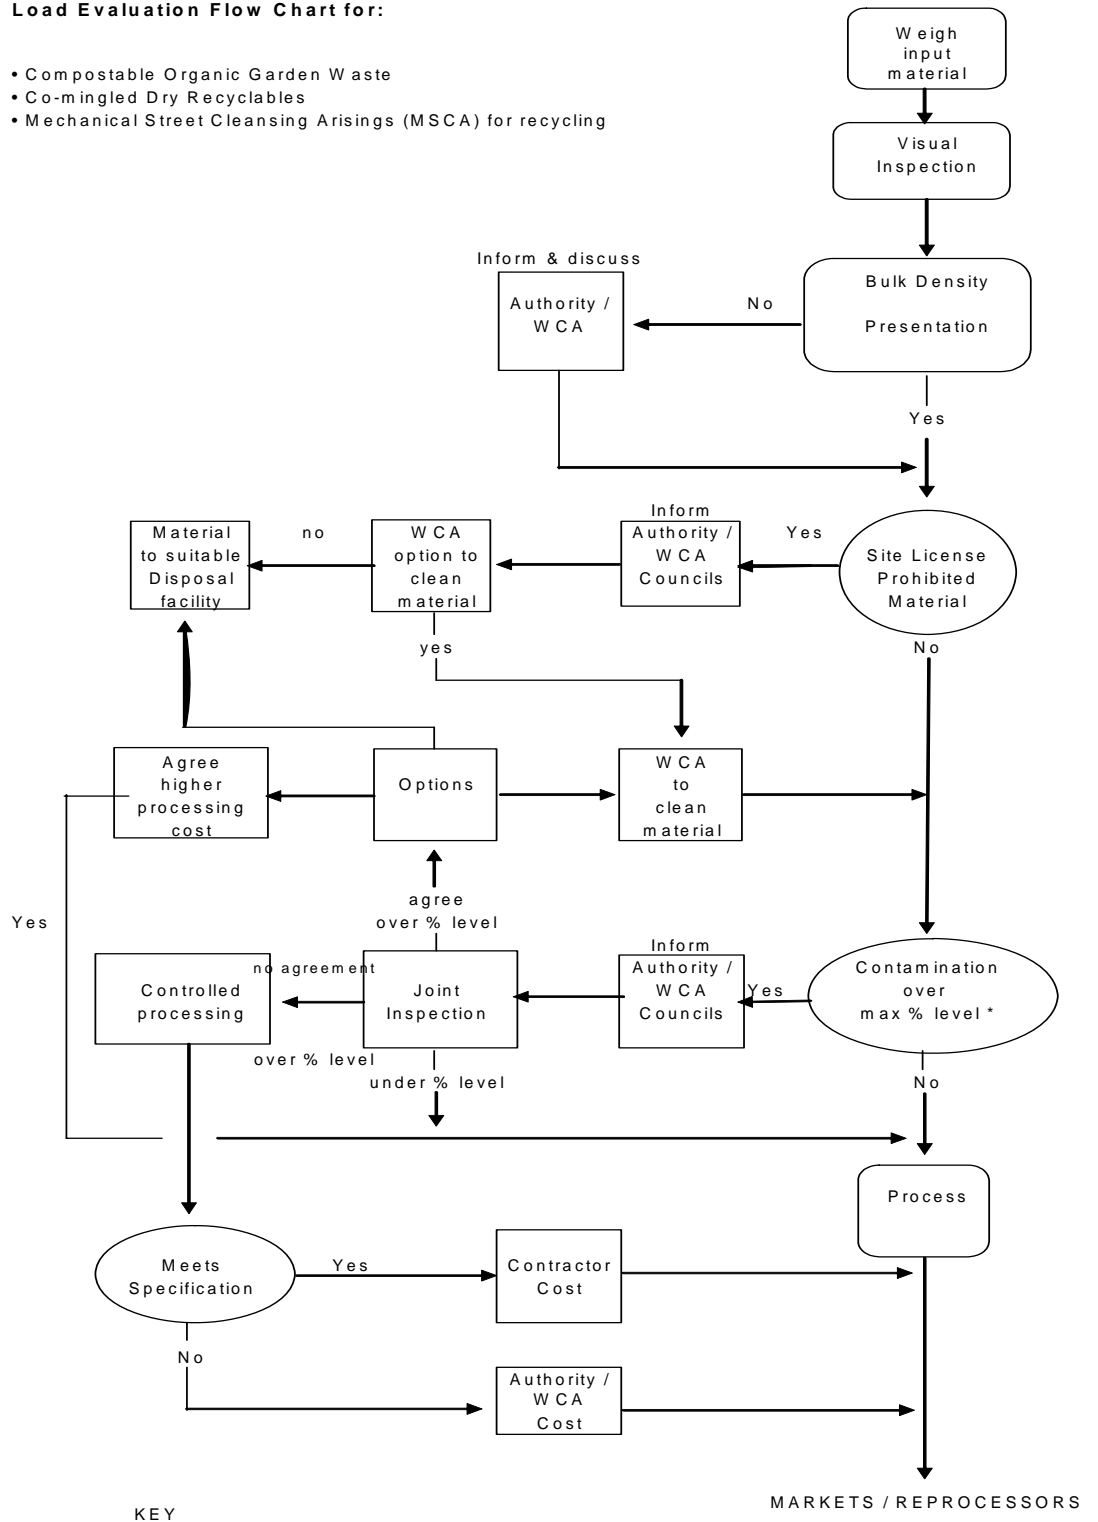 Load Evaluation Flow Chart for:
• Compostable Organic Garden Waste
• Co-mingled Dry Recyclables
• Mechanical Street Cleansing Arisings (MSCA) for recycling
Weigh
input
material
Visual
Inspection
Bulk Density
Presentation
No
Inform & discuss
Authority /
WCA
Yes
Site License
Prohibited
Material
Yes
Inform
Authority /
WCA
Councils
WCA
option to
clean
material
no
Material
to suitable
Disposal
facility
yes
No
Agree
higher
processing
cost
Options
WCA
to
clean
material
Yes
agree
over % level
Contamination
over
max % level *
Yes
Inform
Authority /
WCA
Councils
Joint
Inspection
no agreement
over % level
Controlled
processing
under % level
No
Process
Meets
Specification
Yes
Contractor
Cost
No
Authority /
WCA
Cost
MARKETS / REPROCESSORS
KEY